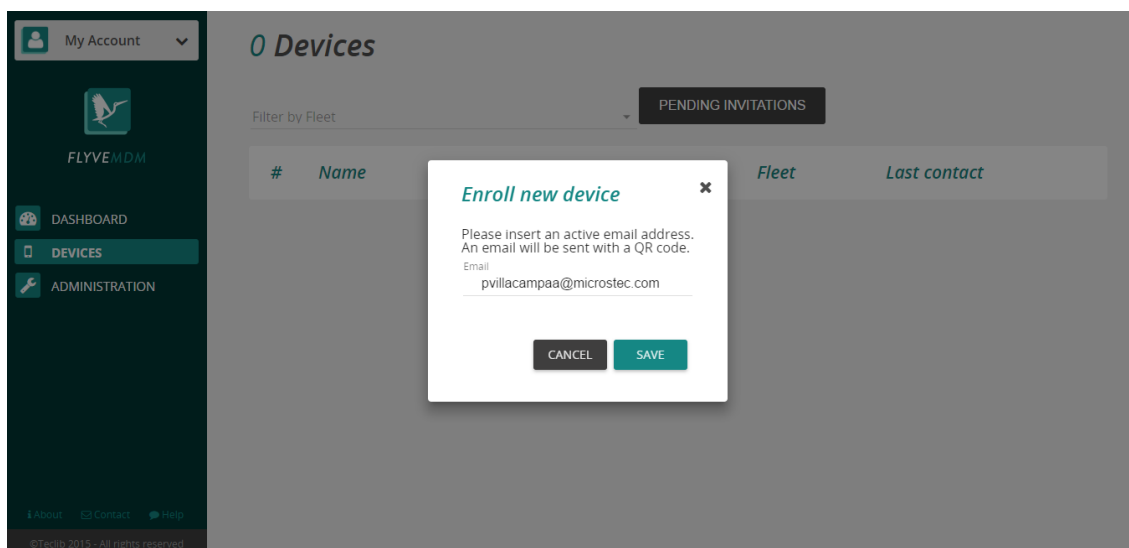 My Account
FLYVEMDM
DASHBOARD
DEVICES
ADMINISTRATION
About Contact Help
©Teclib 2015 - All rights reserved
0 Devices
Filter by Fleet
PENDING INVITATIONS
# Name Fleet Last contact
Enroll new device
Please insert an active email address.
An email will be sent with a QR code.
Email
pvillacampaa@microstec.com
CANCEL SAVE